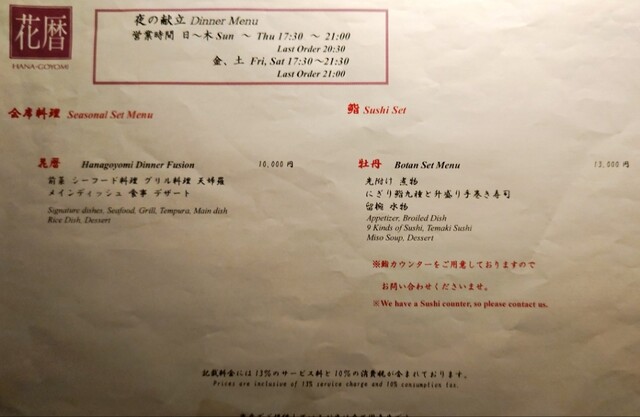 花暦
HANA-GOYOMI
夜の献立 Dinner Menu
営業時間 日～木 Sun ～ Thu 17:30 ～ 21:00
Last Order 20:30
金、土 Fri, Sat 17:30～21:30
Last Order 21:00
会席料理 Seasonal Set Menu
鮨 Sushi Set
花暦 Hanagoyomi Dinner Fusion 10,000 円
前菜 シーフード料理 グリル料理 天婦羅
メインディッシュ 食事 デザート
Signature dishes, Seafood, Grill, Tempura, Main dish
Rice Dish, Dessert
牡丹 Botan Set Menu 13,000 円
先附け 煮物
にぎり鮨九種と升盛り手巻き寿司
留椀 水物
Appetizer, Broiled Dish
9 Kinds of Sushi, Temaki Sushi
Miso Soup, Dessert
※鮨カウンターをご用意しておりますので
お問い合わせくださいませ。
※We have a Sushi counter, so please contact us.
記載料金には13%のサービス料と10%の消費税が含まれております。
Prices are inclusion of 13% service charge and 10% consumption tax.